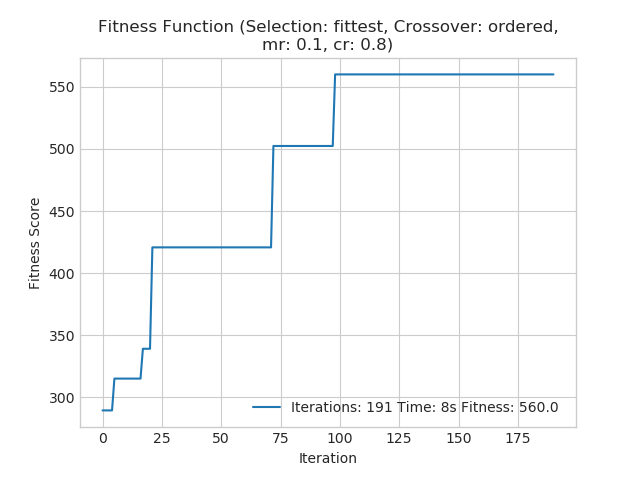 Fitness Function (Selection: fittest, Crossover: ordered,
mr: 0.1, cr: 0.8)
Fitness Score
550
500
450
400
350
300
Iterations: 191 Time: 8s Fitness: 560.0
0 25 50 75 100 125 150 175
Iteration